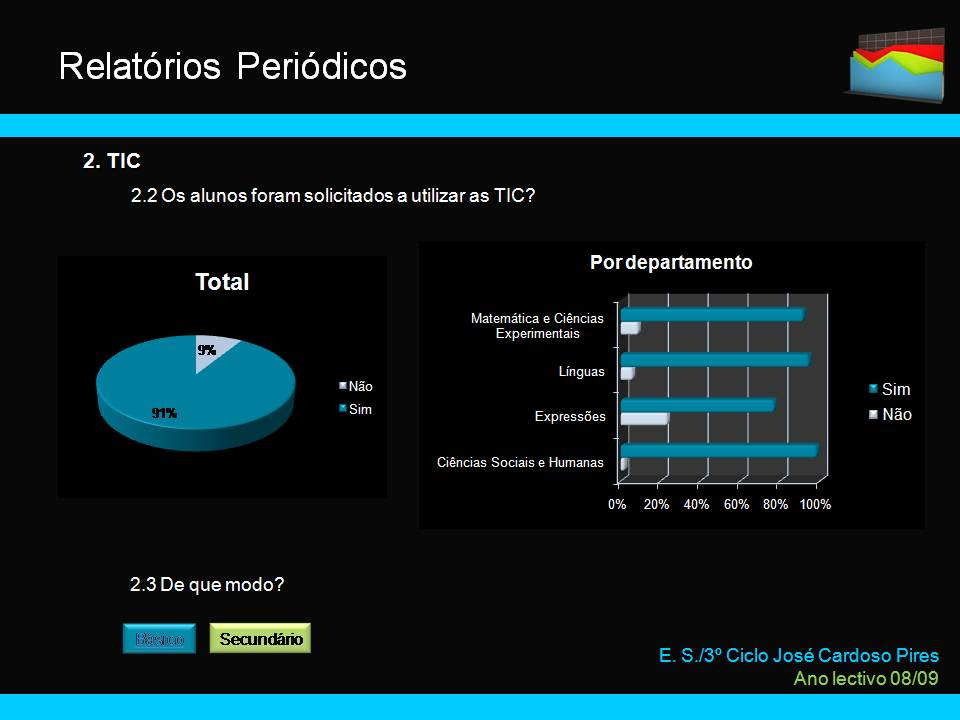 Relatórios Periódicos
2. TIC
2.2 Os alunos foram solicitados a utilizar as TIC?
Total
9%
91%
Não
Sim
Por departamento
Matemática e Ciências
Experimentais
Línguas
Expressões
Ciências Sociais e Humanas
0% 20% 40% 60% 80% 100%
Sim
Não
2.3 De que modo?
Básico Secundário
E. S./3º Ciclo José Cardoso Pires
Ano lectivo 08/09